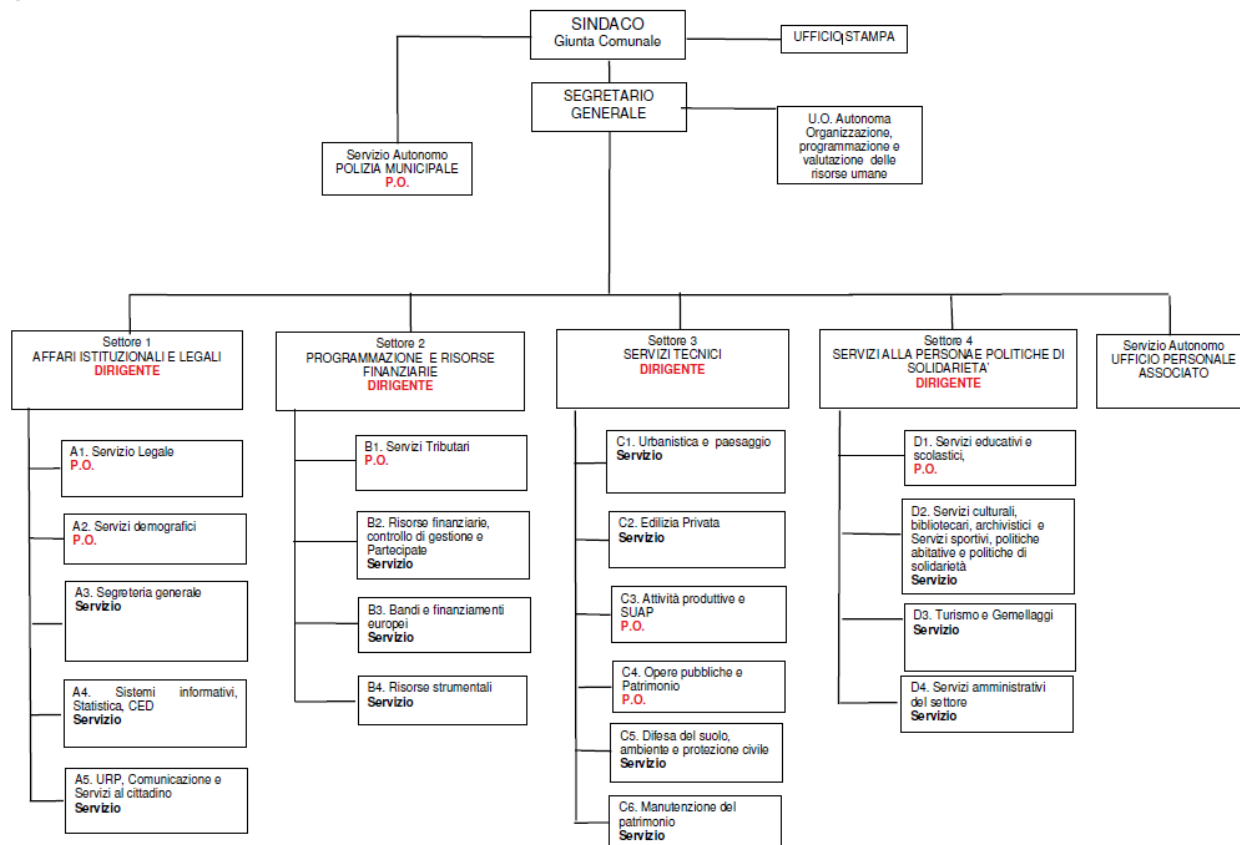 SINDACO
Giunta Comunale
UFFICIO STAMPA
SEGRETARIO
GENERALE
U.O. Autonoma
Organizzazione,
programmazione e
valutazione delle
risorse umane
Servizio Autonomo
POLIZIA MUNICIPALE
P.O.
Settore 1
AFFARI ISTITUZIONALI E LEGALI
DIRIGENTE
Settore 2
PROGRAMMAZIONE E RISORSE
FINANZIARIE
DIRIGENTE
Settore 3
SERVIZI TECNICI
DIRIGENTE
Settore 4
SERVIZI ALLA PERSONA E POLITICHE DI
SOLIDARIETA'
DIRIGENTE
Servizio Autonomo
UFFICIO PERSONALE
ASSOCIATO
A1. Servizio Legale
P.O.
A2. Servizi demografici
P.O.
A3. Segreteria generale
Servizio
A4. Sistemi informativi,
Statistica, CED
Servizio
A5. URP, Comunicazione e
Servizi al cittadino
Servizio
B1. Servizi Tributari
P.O.
B2. Risorse finanziarie,
controllo di gestione e
Partecipate
Servizio
B3. Bandi e finanziamenti
europei
Servizio
B4. Risorse strumentali
Servizio
C1. Urbanistica e paesaggio
Servizio
C2. Edilizia Privata
Servizio
C3. Attività produttive e
SUAP
P.O.
C4. Opere pubbliche e
Patrimonio
P.O.
C5. Difesa del suolo,
ambiente e protezione civile
Servizio
C6. Manutenzione del
patrimonio
Servizio
D1. Servizi educativi e
scolastici,
P.O.
D2. Servizi culturali,
bibliotecari, archivistici e
Servizi sportivi, politiche
abitative e politiche di
solidarietà
Servizio
D3. Turismo e Gemellaggi
Servizio
D4. Servizi amministrativi
del settore
Servizio